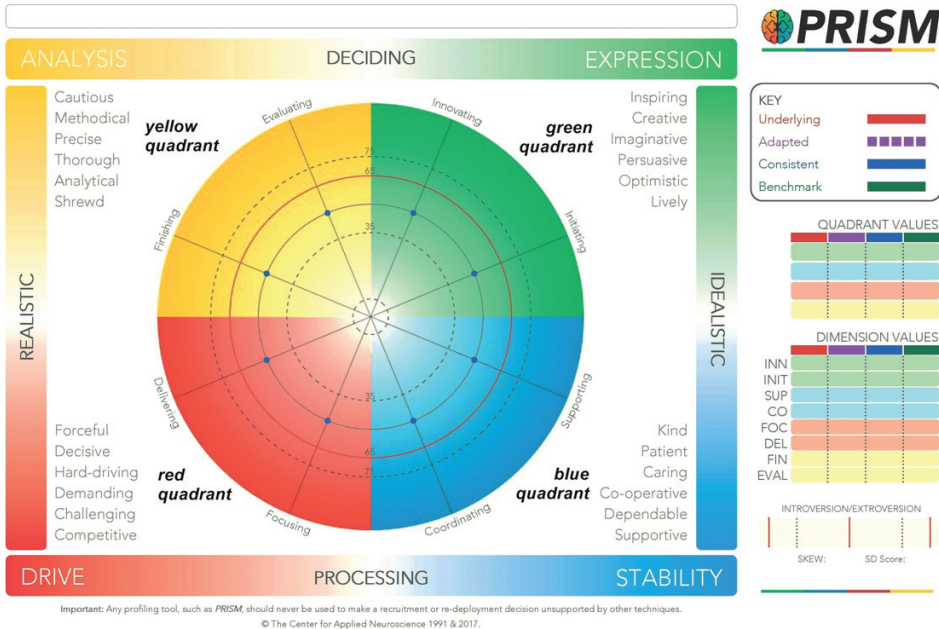 PRISM
ANALYSIS
DECIDING
EXPRESSION
Cautious
Methodical
Precise
Thorough
Analytical
Shrewd
yellow
quadrant
Evaluating
Innovating
green
quadrant
Inspiring
Creative
Imaginative
Persuasive
Optimistic
Lively
KEY
Underlying
Adapted
Consistent
Benchmark
75
65
35
Finishing
Initiating
REALISTIC
IDEALISTIC
QUADRANT VALUES
DIMENSION VALUES
INN
INIT
SUP
CO
FOC
DEL
FIN
EVAL
Delivering
Supporting
35
65
75
Forceful
Decisive
Hard-driving
Demanding
Challenging
Competitive
red
quadrant
Focusing
Coordinating
blue
quadrant
Kind
Patient
Caring
Co-operative
Dependable
Supportive
INTROVERSION/EXTROVERSION
SKEW: SD Score:
DRIVE
PROCESSING
STABILITY
Important: Any profiling tool, such as PRISM, should never be used to make a recruitment or re-deployment decision unsupported by other techniques.
© The Center for Applied Neuroscience 1991 & 2017.